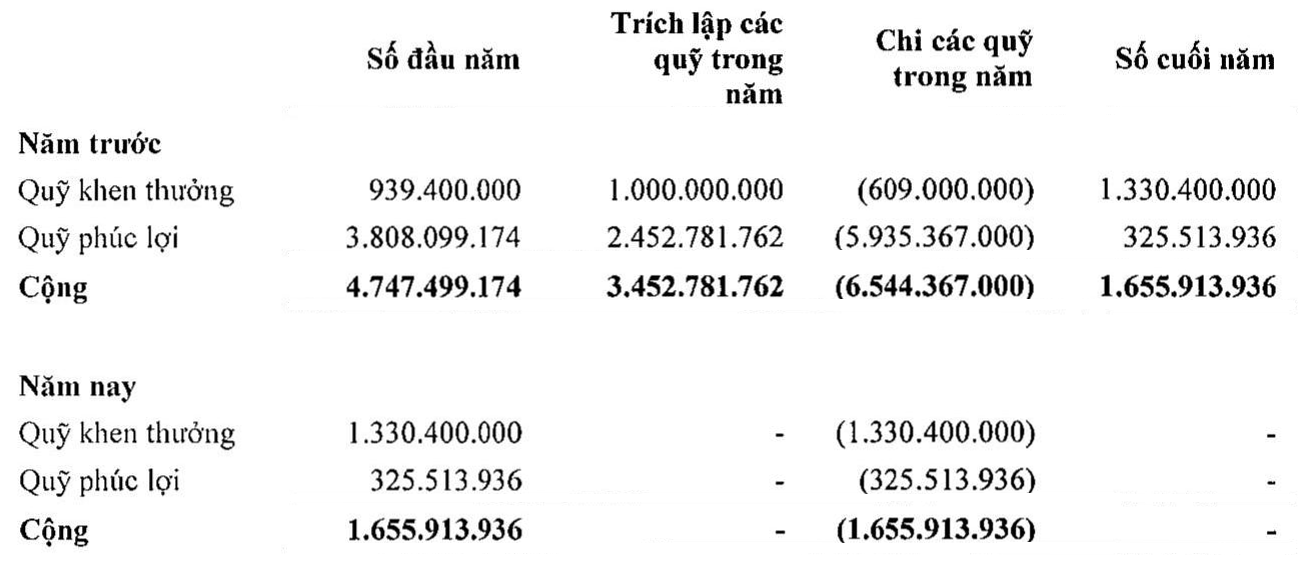 Số đầu năm Trích lập các quỹ trong năm Chi các quỹ trong năm Số cuối năm
Năm trước
Quỹ khen thưởng 939.400.000 1.000.000.000 (609.000.000) 1.330.400.000
Quỹ phúc lợi 3.808.099.174 2.452.781.762 (5.935.367.000) 325.513.936
Cộng 4.747.499.174 3.452.781.762 (6.544.367.000) 1.655.913.936
Năm nay
Quỹ khen thưởng 1.330.400.000 - (1.330.400.000) -
Quỹ phúc lợi 325.513.936 - (325.513.936) -
Cộng 1.655.913.936 - (1.655.913.936) -